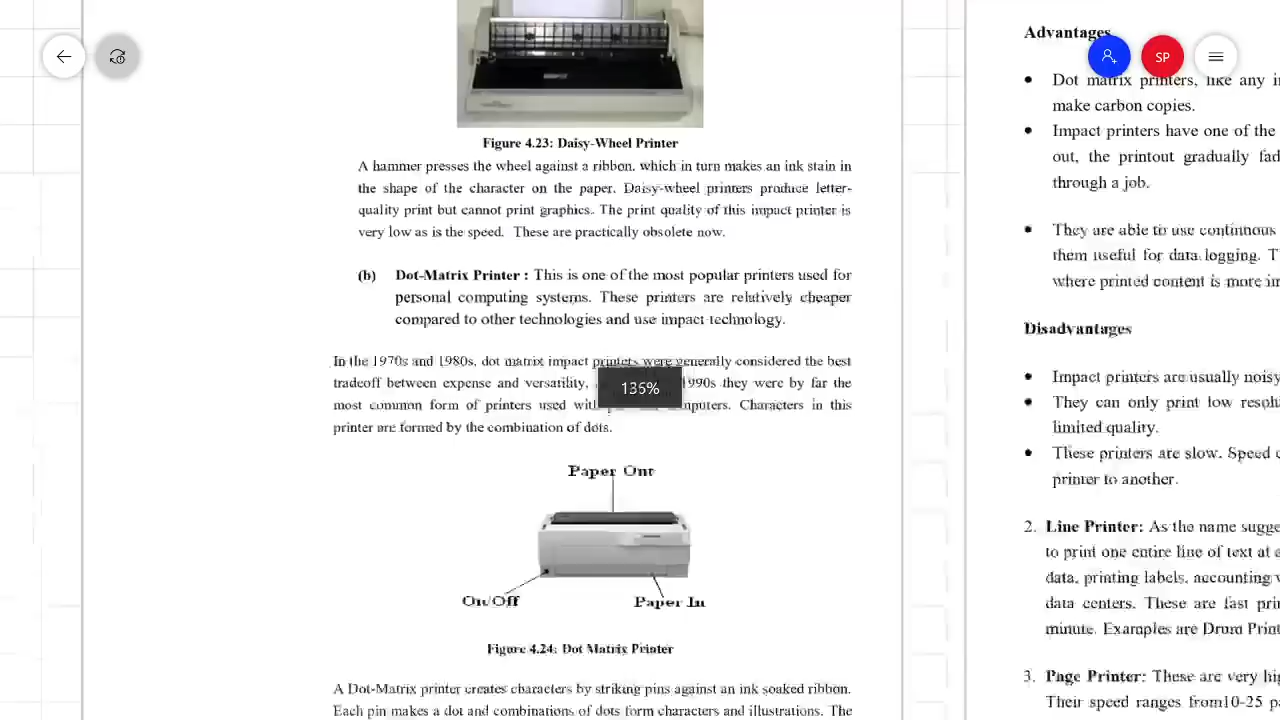 SP
Figure 4.23: Daisy-Wheel Printer
A hammer presses the wheel against a ribbon, which in turn makes an ink stain in
the shape of the character on the paper. Daisy-wheel printers produce letter-
quality print but cannot print graphics. The print quality of this impact printer is
very low as is the speed. These are practically obsolete now.
(b) Dot-Matrix Printer : This is one of the most popular printers used for
personal computing systems. These printers are relatively cheaper
compared to other technologies and use impact technology.
In the 1970s and 1980s, dot matrix impact printers were generally considered the best
tradeoff between expense and versatility, 1990s they were by far the
136%
most common form of printers used with computers. Characters in this
printer are formed by the combination of dots.
Paper Out
On/Off
Paper In
Figure 4.24: Dot Matrix Printer
A Dot-Matrix printer creates characters by striking pins against an ink soaked ribbon.
Each pin makes a dot and combinations of dots form characters and illustrations. The
Advantages
• Dot matrix printers, like any
make carbon copies.
• Impact printers have one of the
out, the printout gradually
through a job.
• They are able to use continuous
them useful for data logging.
where printed content is more
Disadvantages
• Impact printers are usually noisy
• They can only print low
limited quality.
• These printers are slow. Speed
printer to another.
2. Line Printer: As the name
to print one entire line of text at
data, printing labels, accounting
data centers. These are fast
minute. Examples are Drum
3. Page Printer: These are very
Their speed ranges from10-25